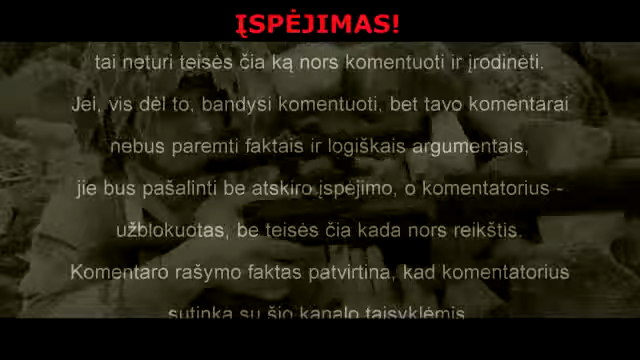 ĮSPĖJIMAS!
tai neturi teisės čia ką nors komentuoti ir įrodinėti.
Jei, vis dėl to, bandysi komentuoti, bet tavo komentarai
nebus paremti faktais ir logiškais argumentais,
jie bus pašalinti be atskiro įspėjimo, o komentatorius -
užblokuotas, be teisės čia kada nors reikštis.
Komentaro rašymo faktas patvirtina, kad komentatorius
sutinka su šio kanalo taisyklėmis